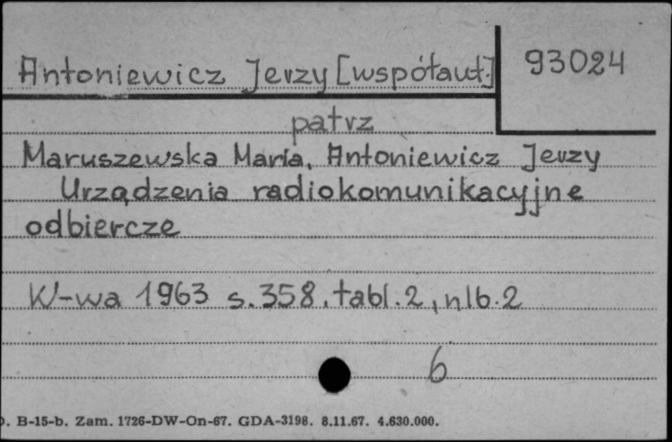 Antoniewicz Jerzy [współaut.] 93024
patrz
Maruszewska Maria, Antoniewicz Jerzy
Urządzenia radiokomunikacyjne
odbiorcze
W-wa 1963 s.358, tabl.2, nlb.2
6
B-15-b. Zam. 1726-DW-On-67. GDA-3198. 8.11.67. 4.630.000.